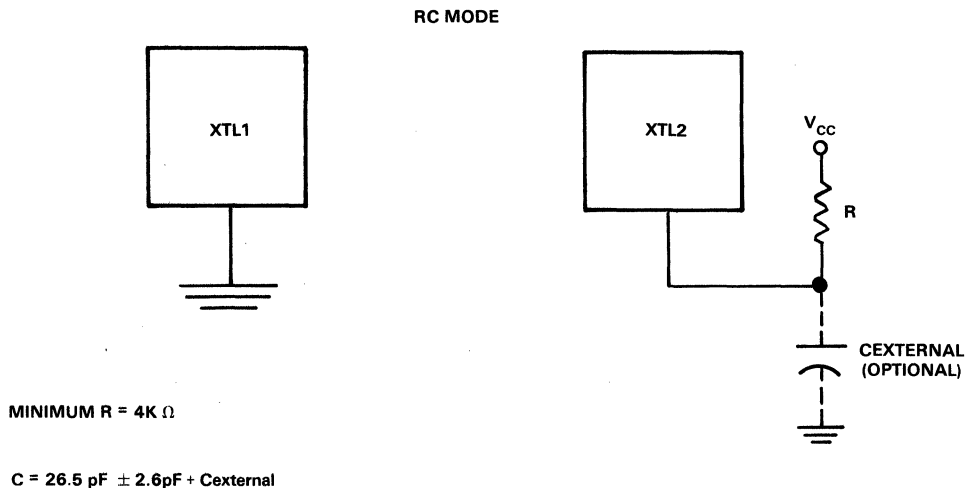 RC MODE
XTL1
XTL2
VCC
R
CEXTERNAL
(OPTIONAL)
MINIMUM R = 4K Ω
C = 26.5 pF ± 2.6pF + Cexternal